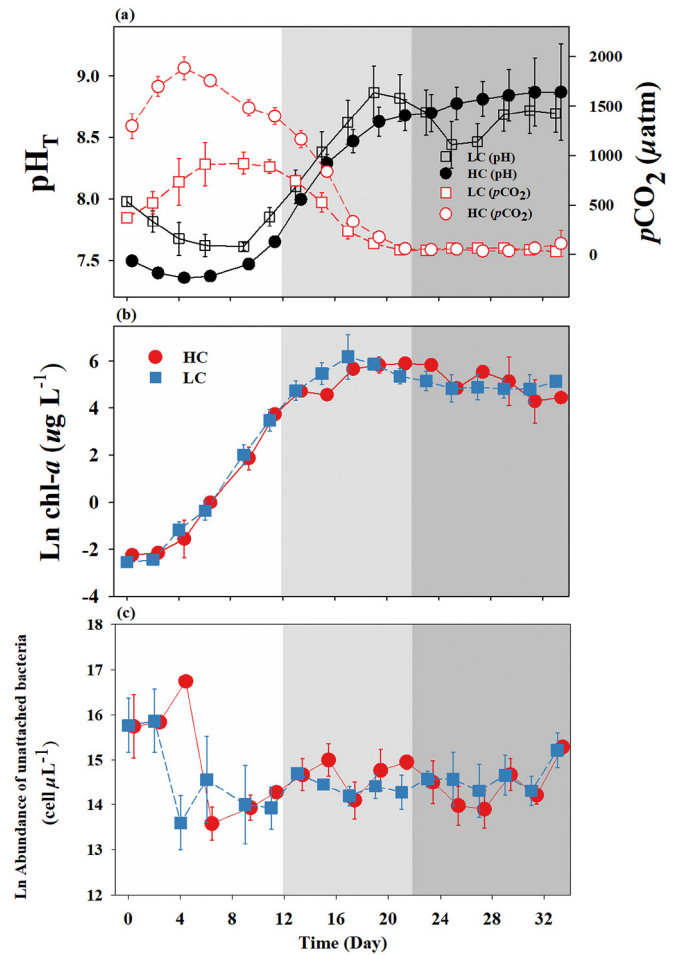 (a)
9.0
8.5
8.0
7.5
pH_T
2000
1500
1000
500
0
pCO₂ (µatm)
LC (pH)
HC (pH)
LC (pCO₂)
HC (pCO₂)
(b)
6
4
2
0
-2
-4
Ln chl-a (ug L⁻¹)
HC
LC
(c)
18
17
16
15
14
13
12
Ln Abundance of unattached bacteria
(cell µL⁻¹)
0 4 8 12 16 20 24 28 32
Time (Day)